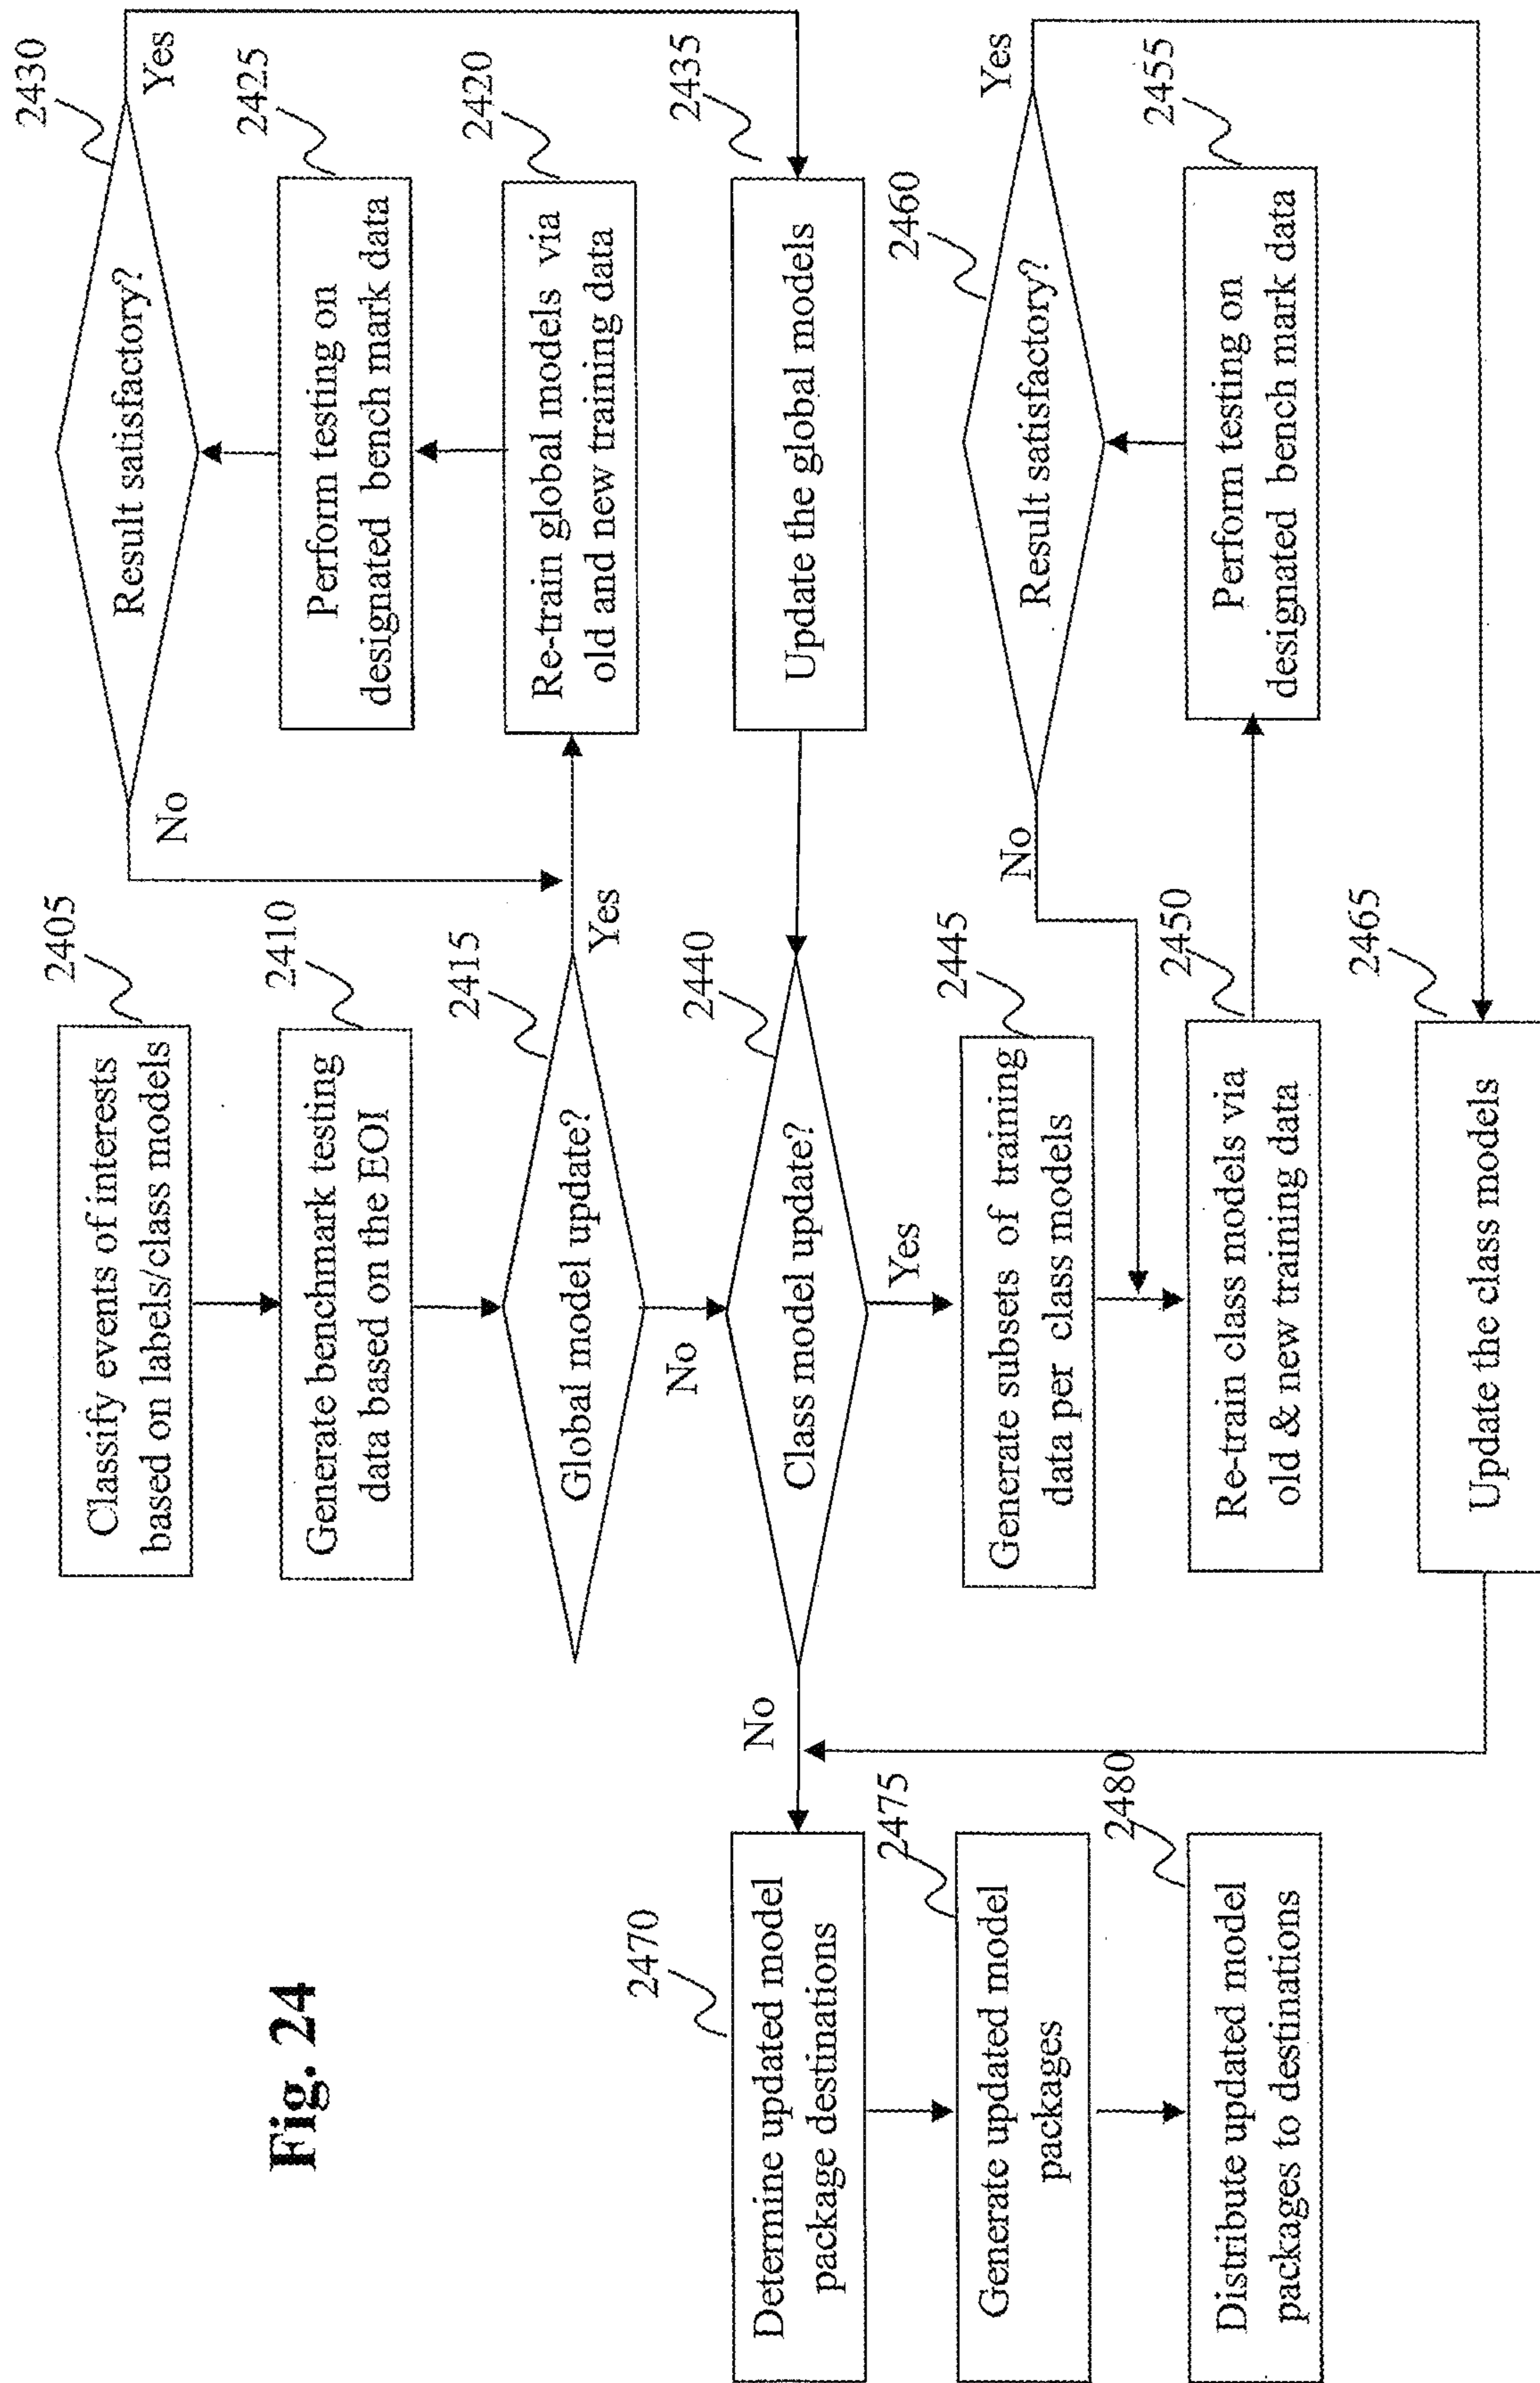 2405
Classify events of interests
based on labels/class models
2410
Generate benchmark testing
data based on the EOI
2415
Global model update?
Yes
No
2430
Result satisfactory?
Yes
No
2425
Perform testing on
designated bench mark data
2420
Re-train global models via
old and new training data
2435
Update the global models
2440
Class model update?
No
Yes
2445
Generate subsets of training
data per class models
2450
Re-train class models via
old & new training data
2460
Result satisfactory?
Yes
No
2455
Perform testing on
designated bench mark data
2465
Update the class models
2470
Determine updated model
package destinations
2475
Generate updated model
packages
2480
Distribute updated model
packages to destinations
Fig. 24